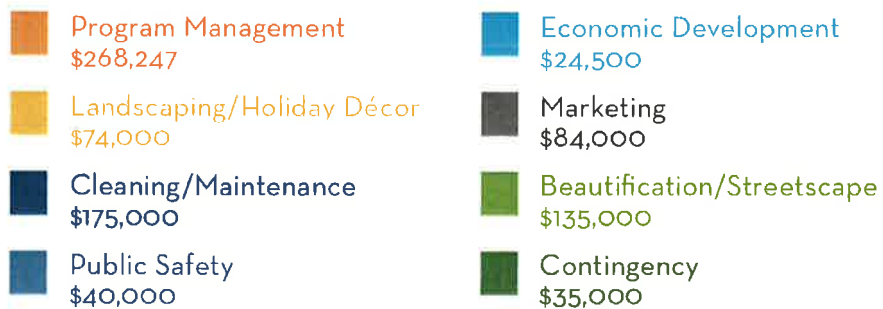 Program Management
$268,247
Landscaping/Holiday Décor
$74,000
Cleaning/Maintenance
$175,000
Public Safety
$40,000
Economic Development
$24,500
Marketing
$84,000
Beautification/Streetscape
$135,000
Contingency
$35,000